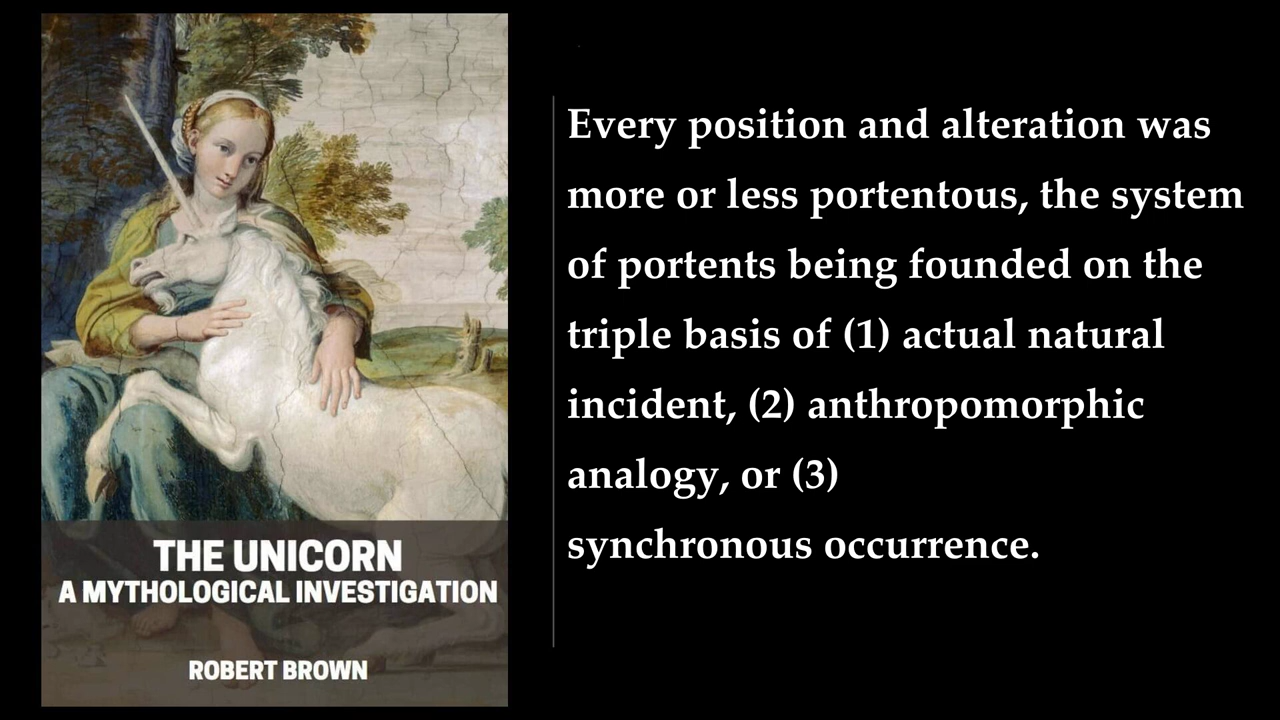 THE UNICORN
A MYTHOLOGICAL INVESTIGATION
ROBERT BROWN
Every position and alteration was
more or less portentous, the system
of portents being founded on the
triple basis of (1) actual natural
incident, (2) anthropomorphic
analogy, or (3)
synchronous occurrence.